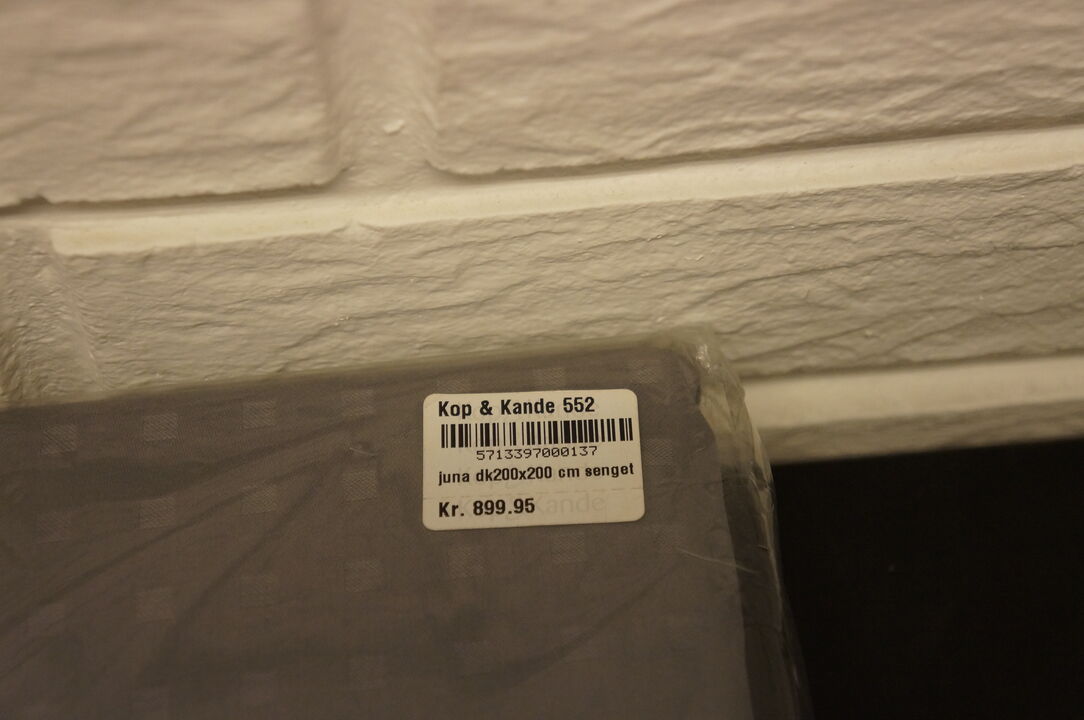 Kop & Kande 552
5713397000137
juna dk200x200 cm senget
Kr. 899.95